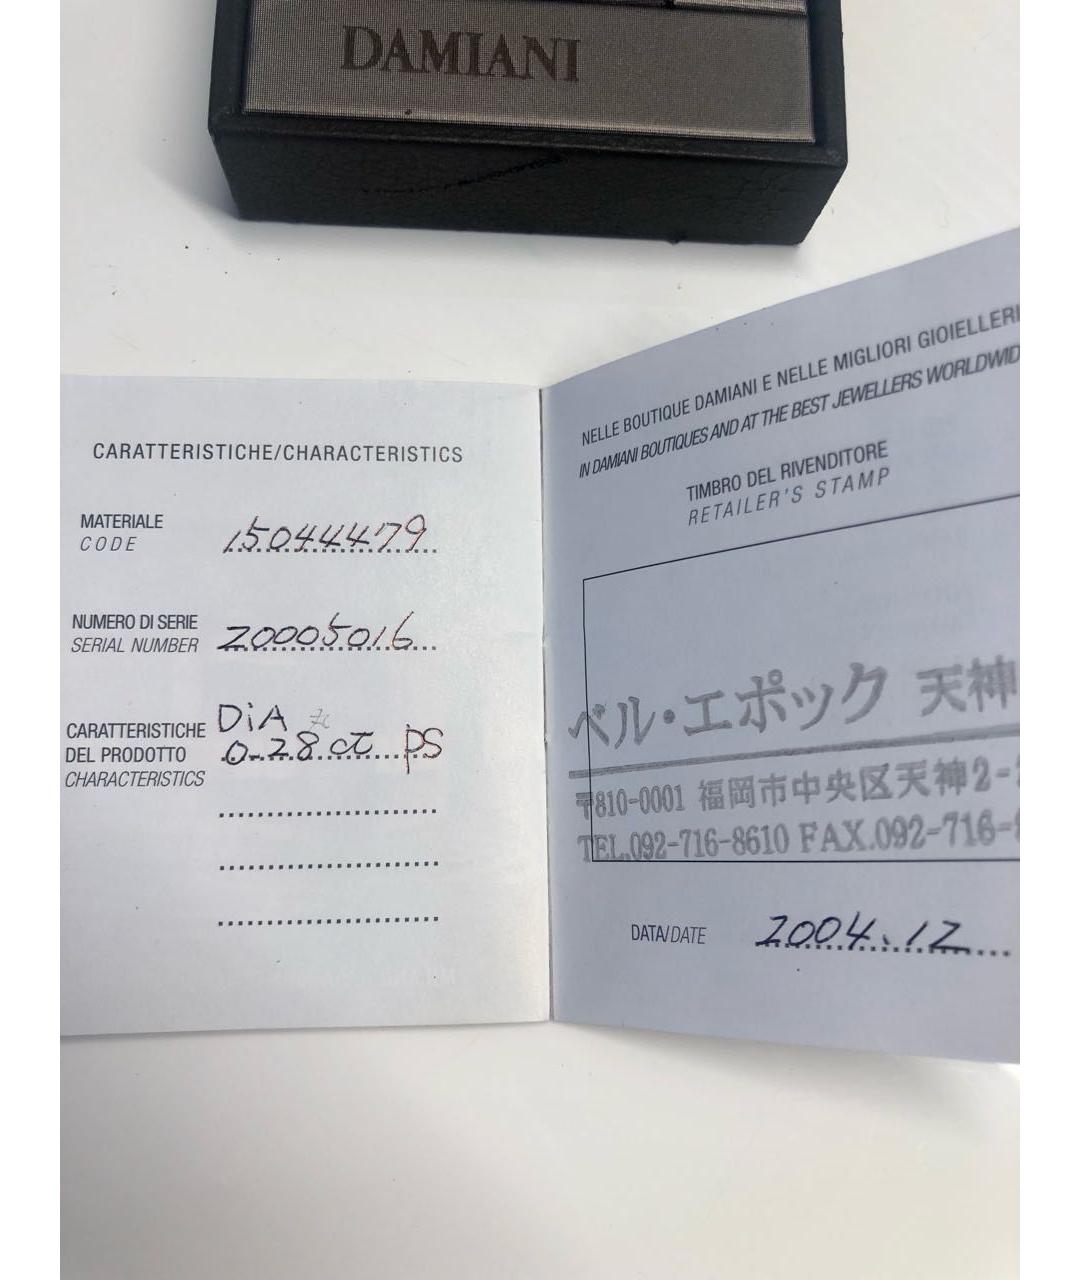 DAMIANI
CARATTERISTICHE/CHARACTERISTICS
MATERIALE
CODE
15044479
NUMERO DI SERIE
SERIAL NUMBER
20005016
CARATTERISTICHE
DEL PRODOTTO
CHARACTERISTICS
DiA
0.28 ct PS
NELLE BOUTIQUE DAMIANI E NELLE MIGLIORI GIOIELLERI
IN DAMIANI BOUTIQUES AND AT THE BEST JEWELLERS WORLDWID
TIMBRO DEL RIVENDITORE
RETAILER'S STAMP
ベル・エポック 天神
〒810-0001 福岡市中央区天神2-
TEL.092-716-8610 FAX.092-716-
DATA/DATE 2004.12